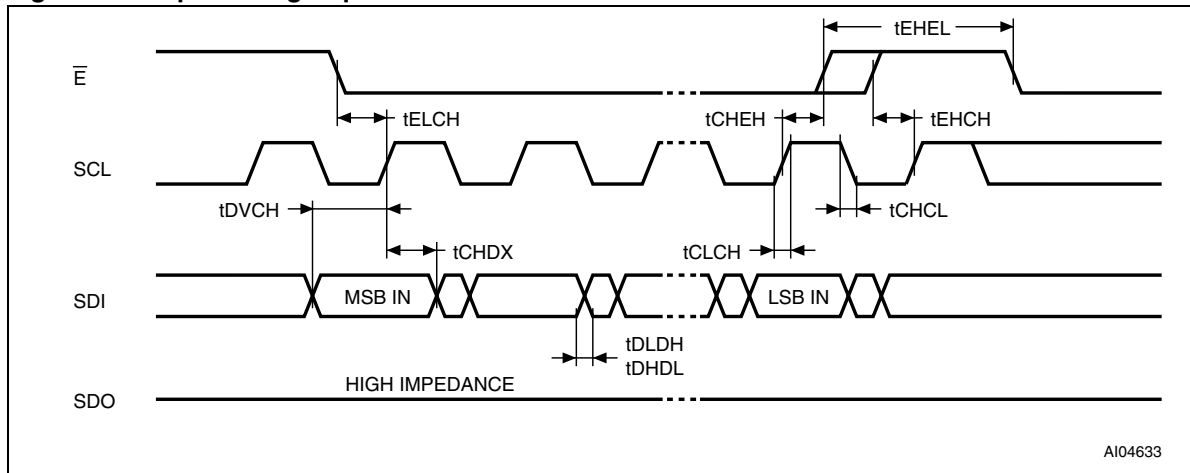 tEHEL
E
tELCH
tCHEH
tEHCH
SCL
tDVCH
tCHCL
tCHDX
tCLCH
SDI
MSB IN
LSB IN
tDLDH
tDHDL
HIGH IMPEDANCE
SDO
AI04633